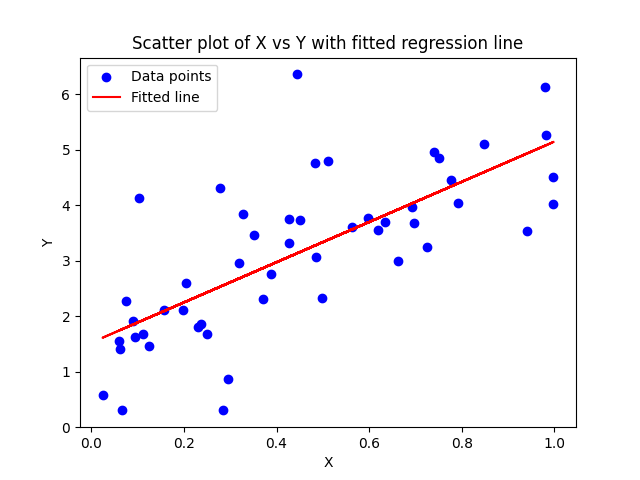 Scatter plot of X vs Y with fitted regression line
Data points
Fitted line
6
5
4
3
2
1
0
Y
0.0 0.2 0.4 0.6 0.8 1.0
X